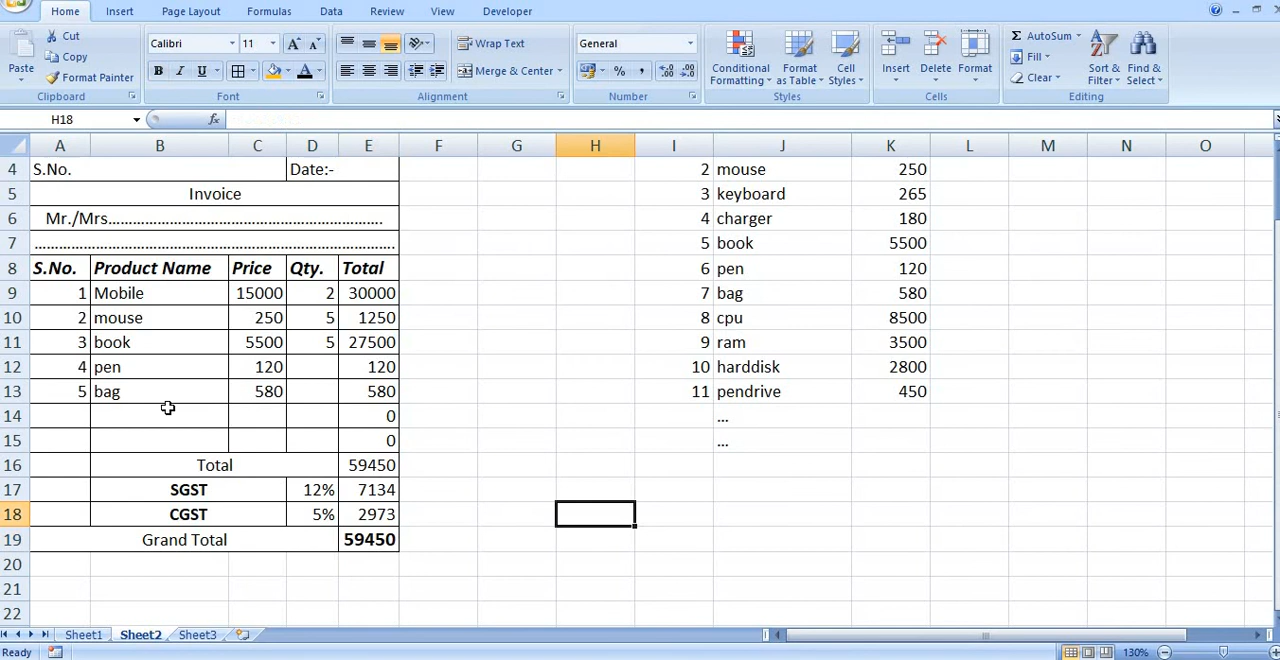 Home Insert Page Layout Formulas Data Review View Developer
Cut Calibri 11 A A Wrap Text General AutoSum
Paste Copy Conditional Format Cell Insert Delete Format Fill Sort & Find &
Format Painter B I U A Merge & Center % , Formatting as Table Styles Clear Filter Select
Clipboard Font Alignment Number Styles Cells Editing
H18 fx
A B C D E F G H I J K L M N O
4 S.No. Date:- 2 mouse 250
5 Invoice 3 keyboard 265
6 Mr./Mrs……………………………………………………………. 4 charger 180
7 ……………………………………………………………………………… 5 book 5500
8 S.No. Product Name Price Qty. Total 6 pen 120
9 1 Mobile 15000 2 30000 7 bag 580
10 2 mouse 250 5 1250 8 cpu 8500
11 3 book 5500 5 27500 9 ram 3500
12 4 pen 120 120 10 harddisk 2800
13 5 bag 580 580 11 pendrive 450
14 0 ...
15 0 ...
16 Total 59450
17 SGST 12% 7134
18 CGST 5% 2973
19 Grand Total 59450
20
21
22
Sheet1 Sheet2 Sheet3
Ready 130%